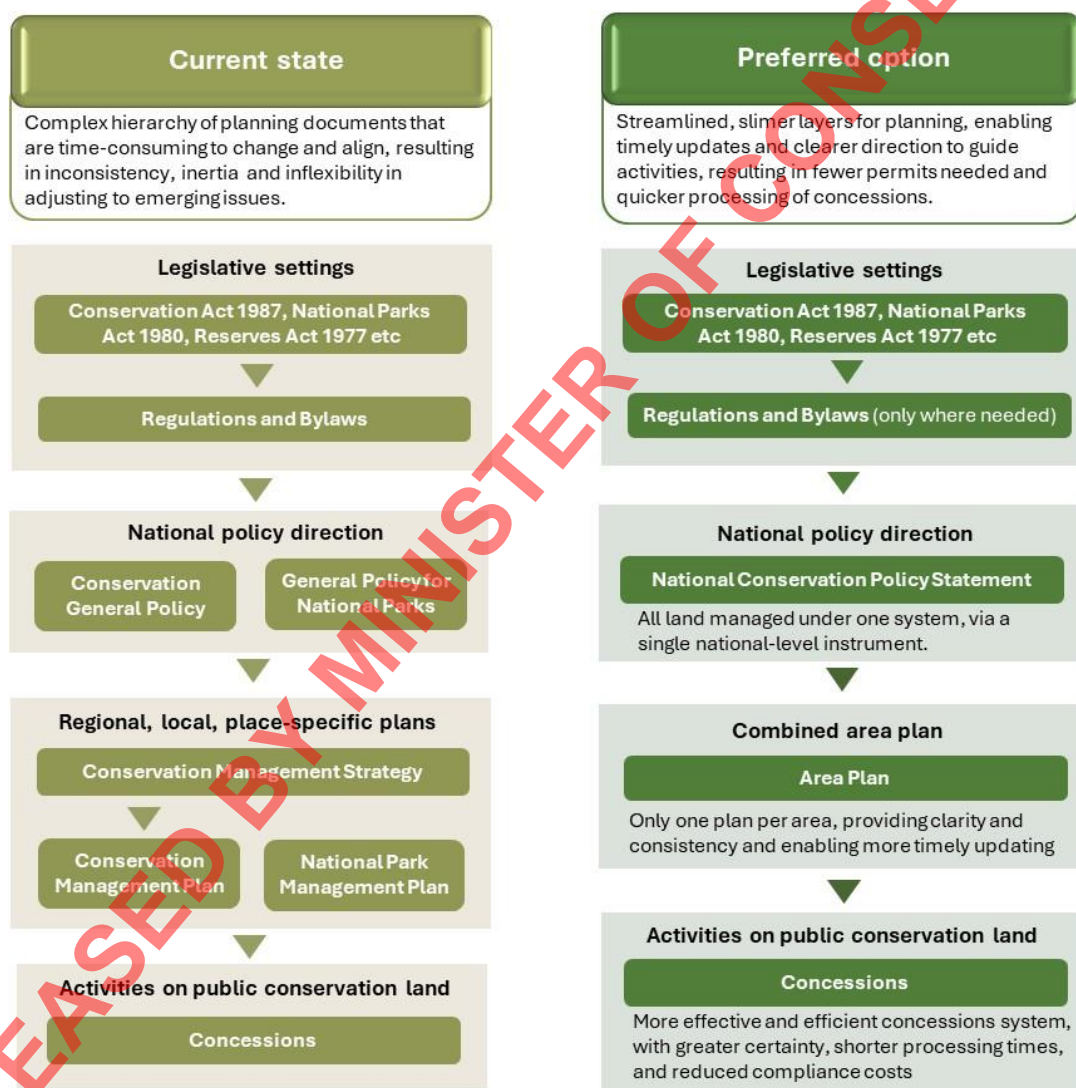 Current state
Complex hierarchy of planning documents that
are time-consuming to change and align, resulting
in inconsistency, inertia and inflexibility in
adjusting to emerging issues.
Legislative settings
Conservation Act 1987, National Parks
Act 1980, Reserves Act 1977 etc
Regulations and Bylaws
National policy direction
Conservation
General Policy
General Policy for
National Parks
Regional, local, place-specific plans
Conservation Management Strategy
Conservation
Management Plan
National Park
Management Plan
Activities on public conservation land
Concessions
Preferred option
Streamlined, slimer layers for planning, enabling
timely updates and clearer direction to guide
activities, resulting in fewer permits needed and
quicker processing of concessions.
Legislative settings
Conservation Act 1987, National Parks
Act 1980, Reserves Act 1977 etc
Regulations and Bylaws (only where needed)
National policy direction
National Conservation Policy Statement
All land managed under one system, via a
single national-level instrument.
Combined area plan
Area Plan
Only one plan per area, providing clarity and
consistency and enabling more timely updating
Activities on public conservation land
Concessions
More effective and efficient concessions system,
with greater certainty, shorter processing times,
and reduced compliance costs
EASED BY MINISTER OF CONSE